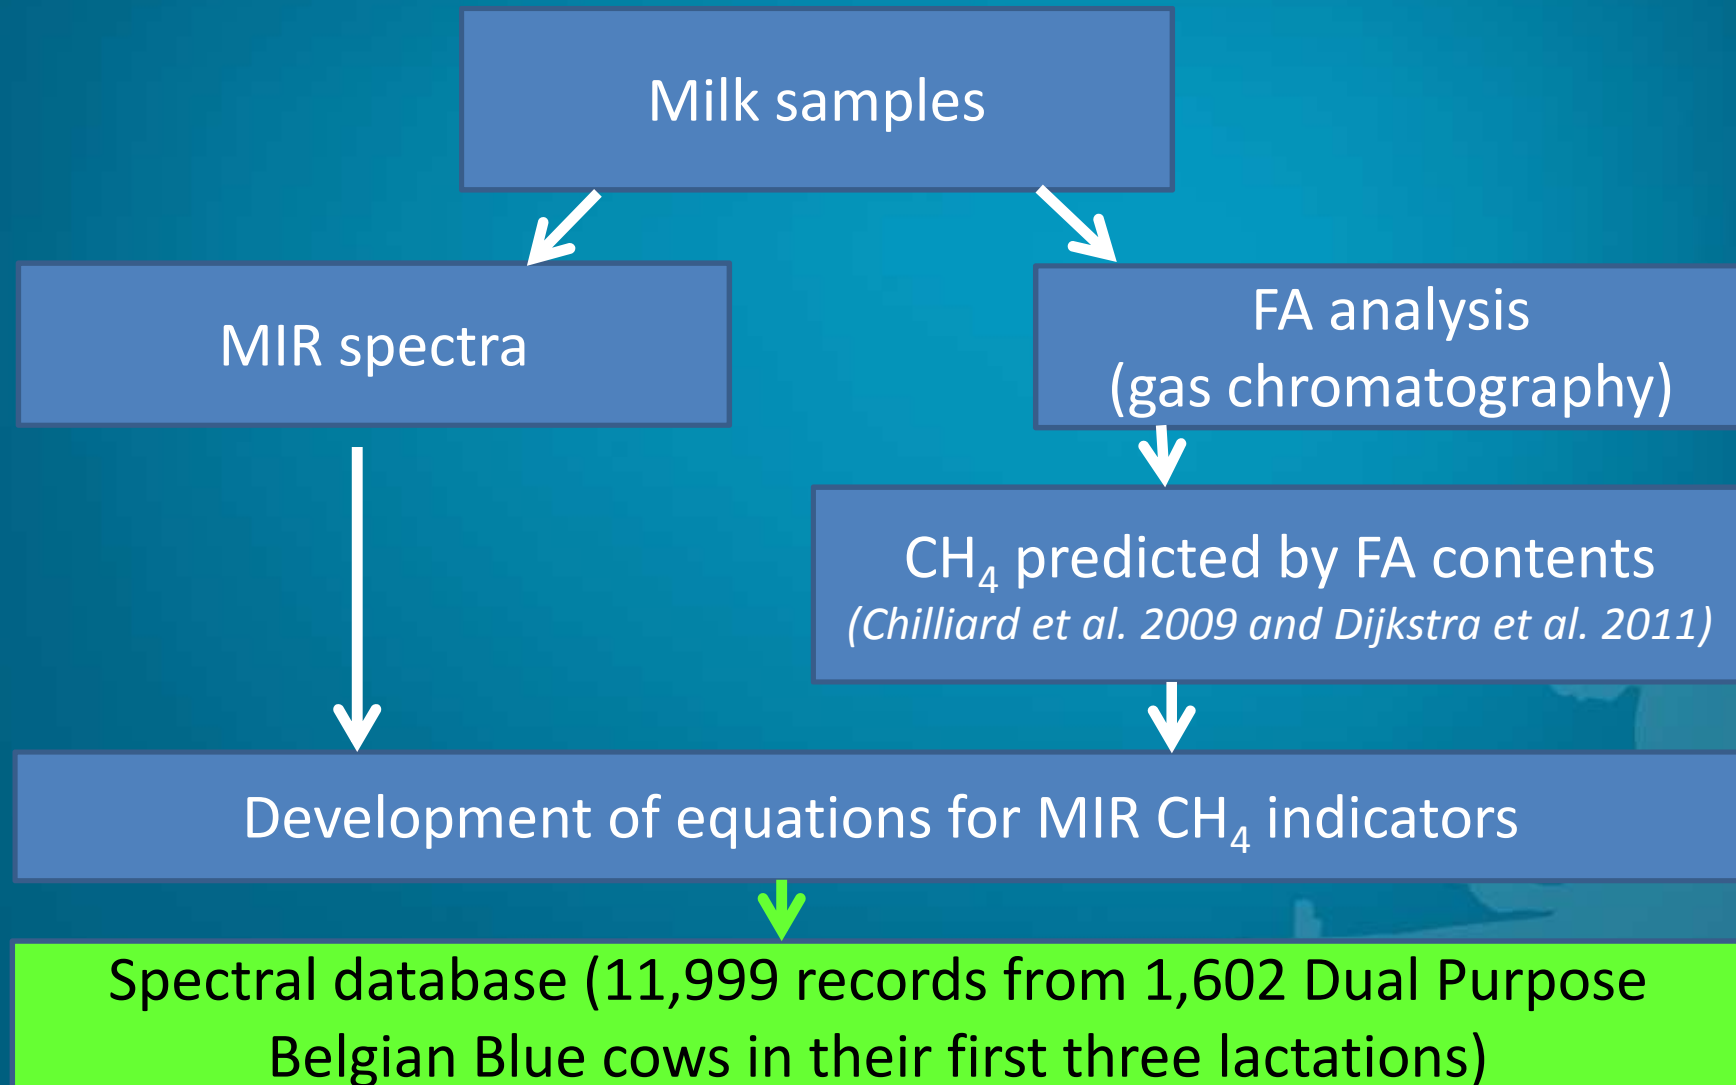 Milk samples
MIR spectra
FA analysis
(gas chromatography)
CH₄ predicted by FA contents
(Chilliard et al. 2009 and Dijkstra et al. 2011)
Development of equations for MIR CH₄ indicators
Spectral database (11,999 records from 1,602 Dual Purpose
Belgian Blue cows in their first three lactations)